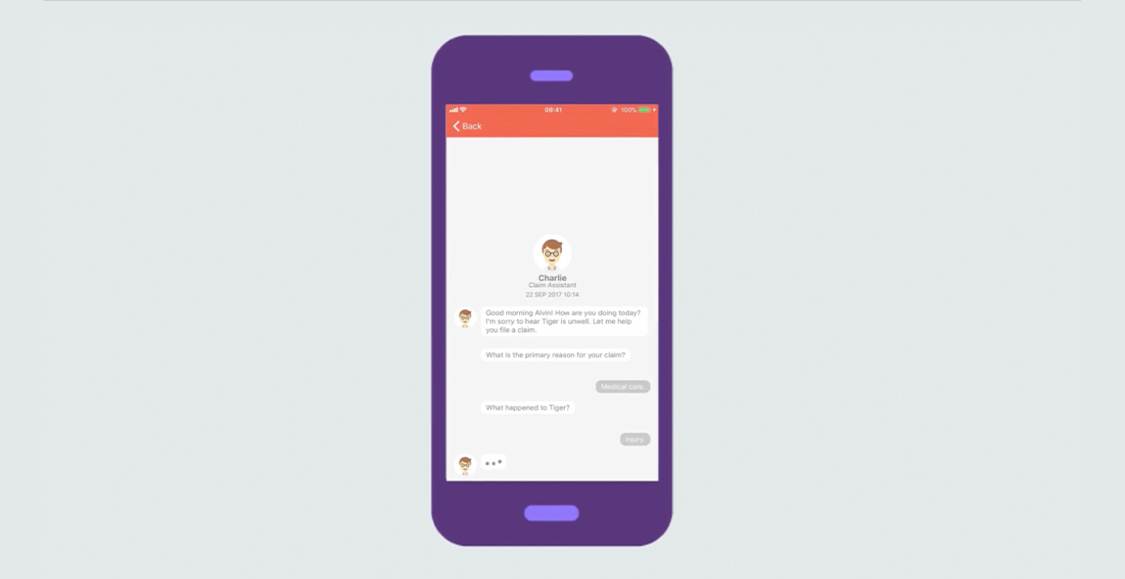 09:41
100%
Back
Charlie
Claim Assistant
22 SEP 2017 10:14
Good morning Alvin! How are you doing today?
I'm sorry to hear Tiger is unwell. Let me help
you file a claim.
What is the primary reason for your claim?
Medical care.
What happened to Tiger?
Injury.